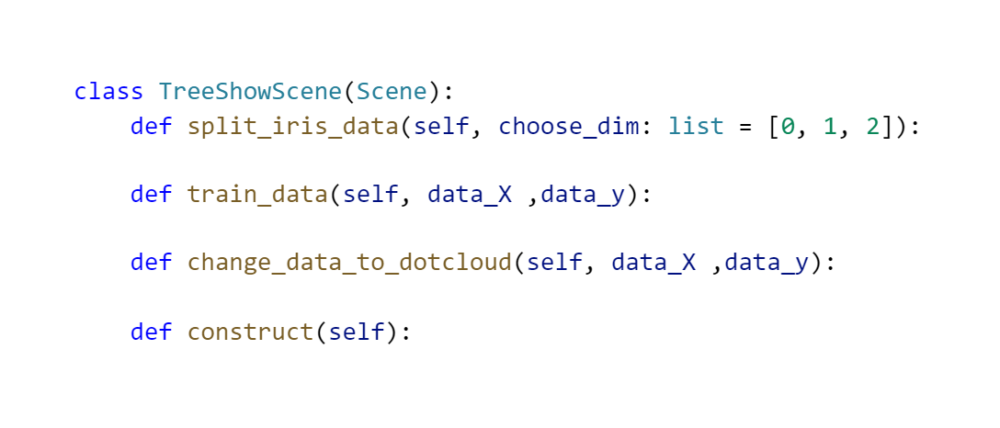 class TreeShowScene(Scene):
    def split_iris_data(self, choose_dim: list = [0, 1, 2]):
    def train_data(self, data_X ,data_y):
    def change_data_to_dotcloud(self, data_X ,data_y):
    def construct(self):